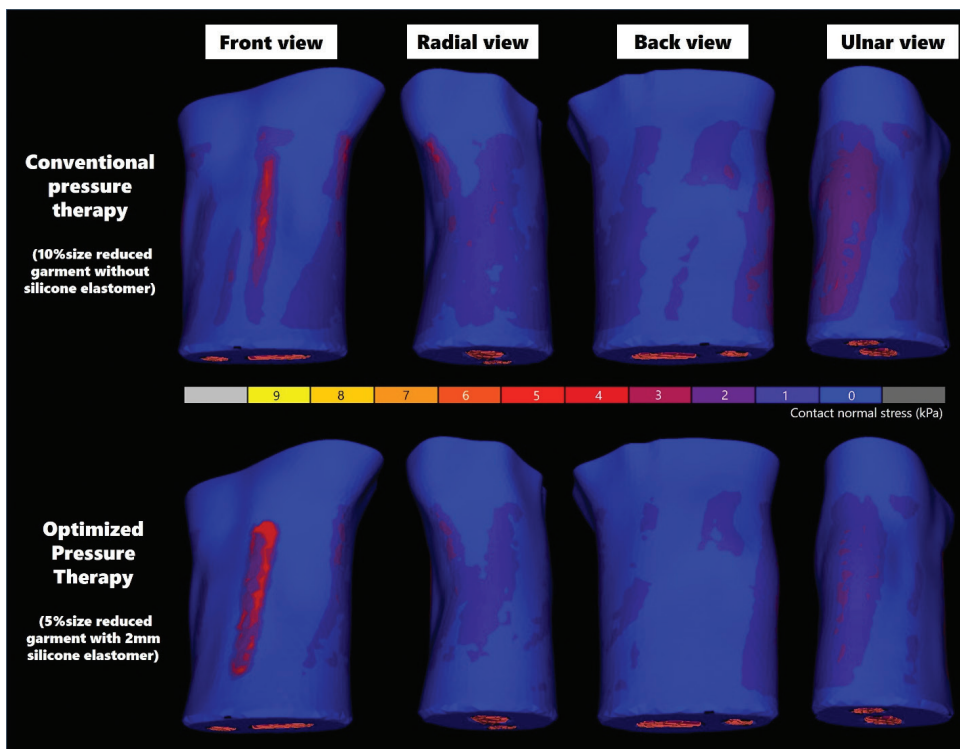 Front view
Radial view
Back view
Ulnar view
Conventional
pressure
therapy
(10%size reduced
garment without
silicone elastomer)
9 8 7 6 5 4 3 2 1 0
Contact normal stress (kPa)
Optimized
Pressure
Therapy
(5%size reduced
garment with 2mm
silicone elastomer)